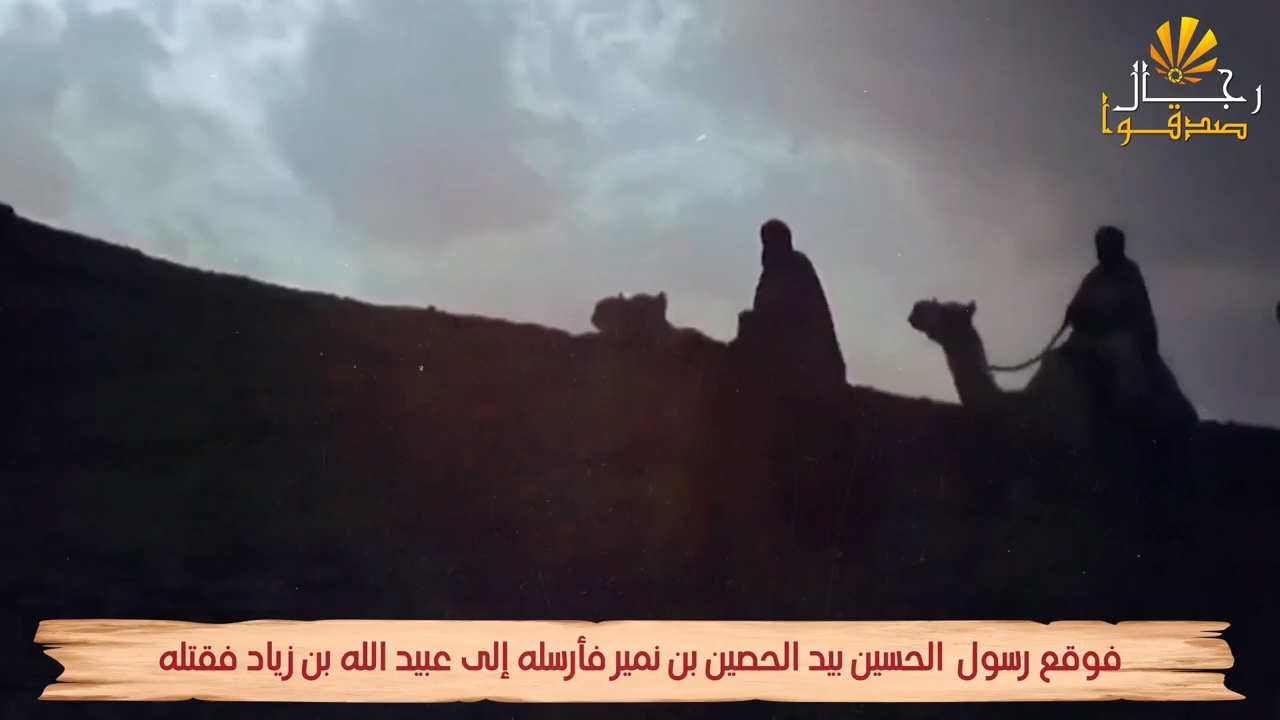 رجال
صدقوا
فوقع رسول الحسين بيد الحصين بن نمير فأرسله إلى عبيد الله بن زياد فقتله